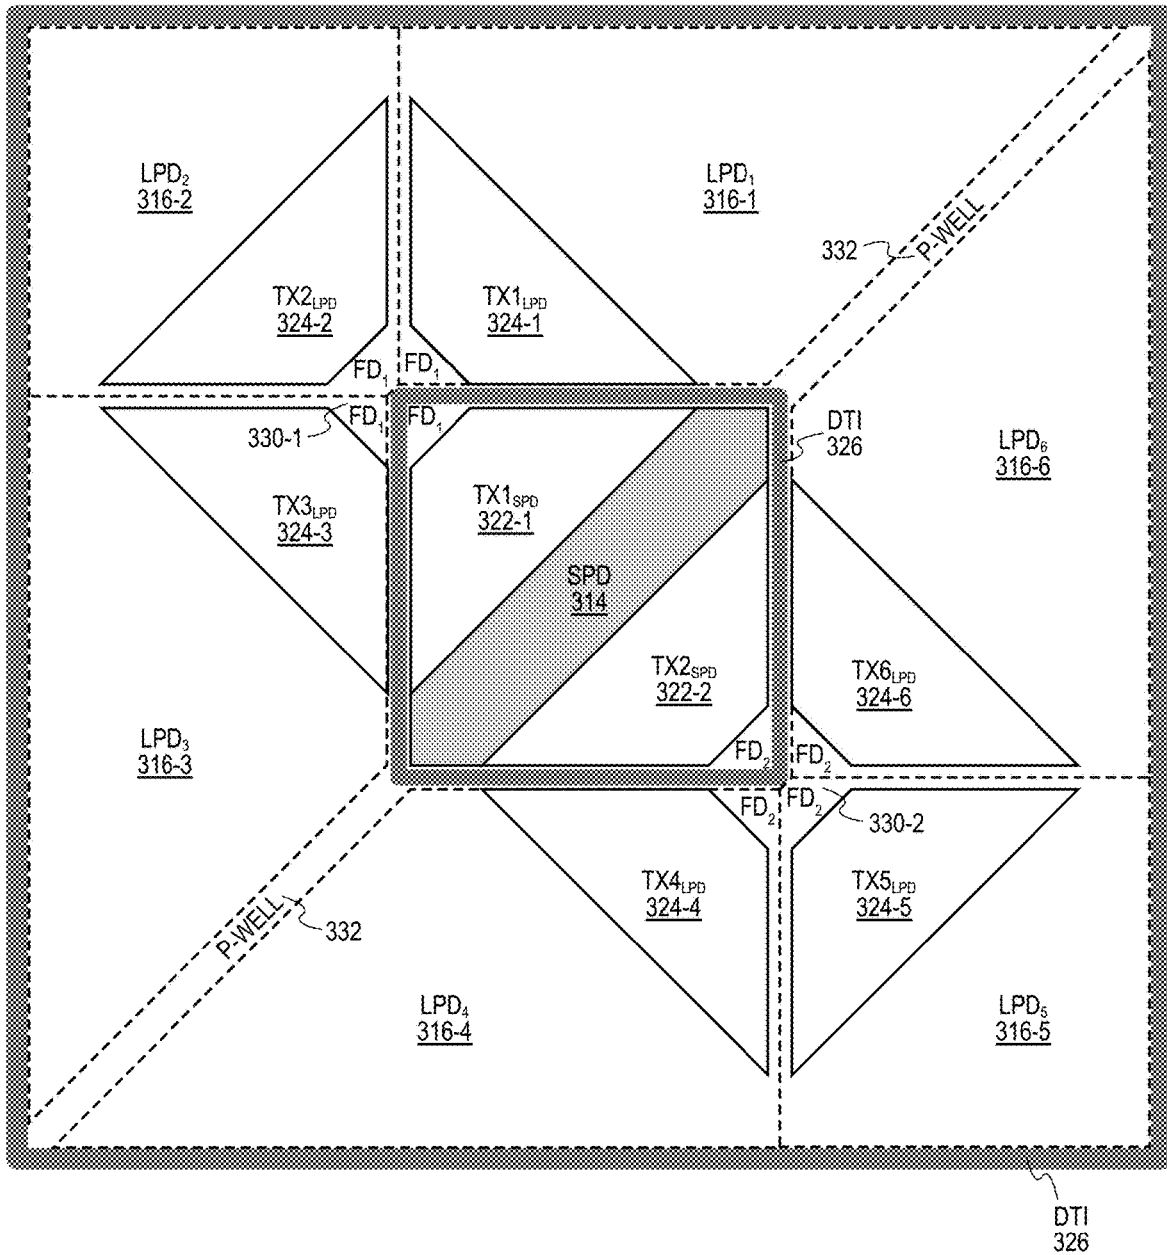 LPD2
316-2
LPD1
316-1
332
P-WELL
TX2LPD
324-2
TX1LPD
324-1
FD1
FD1
330-1
FD1
FD1
DTI
326
LPD6
316-6
TX3LPD
324-3
TX1SPD
322-1
SPD
314
TX2SPD
322-2
TX6LPD
324-6
LPD3
316-3
FD2
FD2
FD2
FD2
330-2
TX4LPD
324-4
TX5LPD
324-5
P-WELL
332
LPD4
316-4
LPD5
316-5
DTI
326